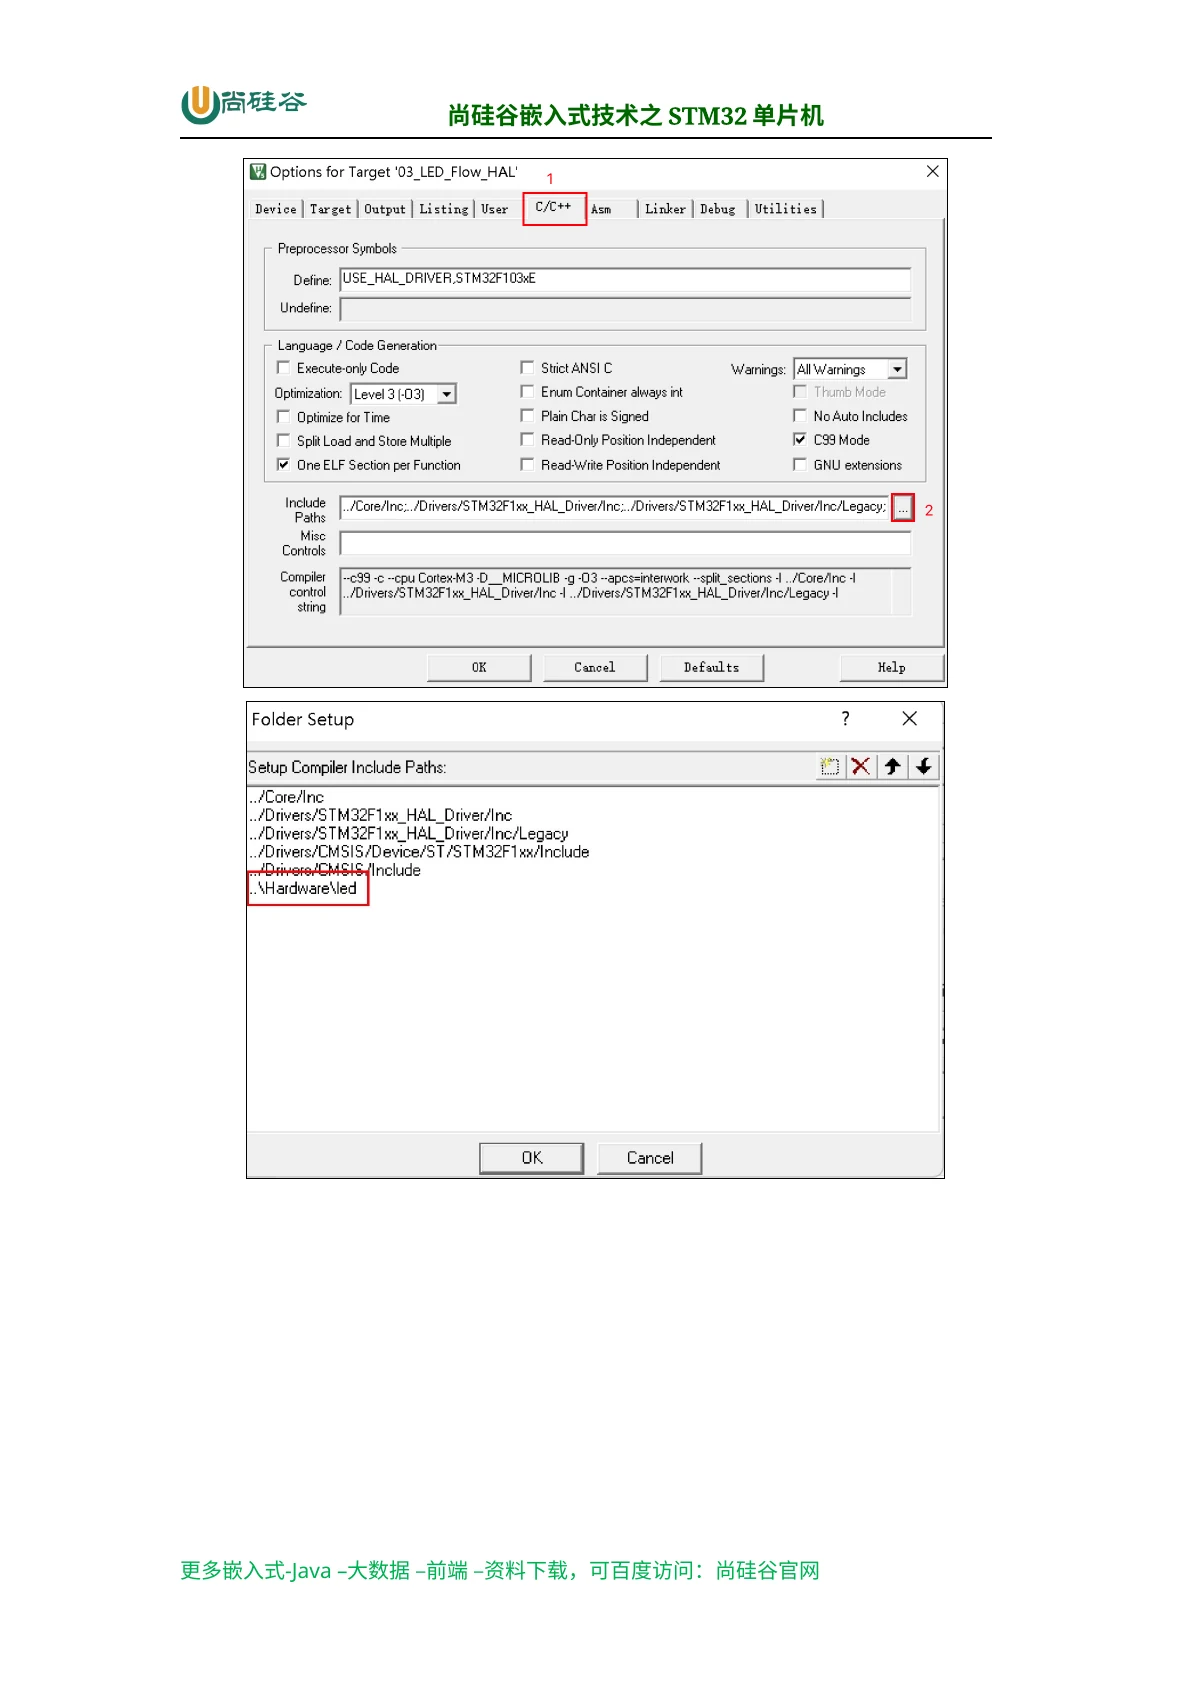 尚硅谷
尚硅谷嵌入式技术之 STM32 单片机
Options for Target '03_LED_Flow_HAL'
1
Device Target Output Listing User C/C++ Asm Linker Debug Utilities
Preprocessor Symbols
Define: USE_HAL_DRIVER,STM32F103xE
Undefine:
Language / Code Generation
Execute-only Code
Strict ANSI C
Warnings: All Warnings
Optimization: Level 3 (-O3)
Enum Container always int
Thumb Mode
Optimize for Time
Plain Char is Signed
No Auto Includes
Split Load and Store Multiple
Read-Only Position Independent
C99 Mode
One ELF Section per Function
Read-Write Position Independent
GNU extensions
Include
Paths
../Core/Inc;../Drivers/STM32F1xx_HAL_Driver/Inc;../Drivers/STM32F1xx_HAL_Driver/Inc/Legacy;
...
2
Misc
Controls
Compiler
control
string
--c99 -c --cpu Cortex-M3 -D__MICROLIB -g -O3 --apcs=interwork --split_sections -I ../Core/Inc -I
../Drivers/STM32F1xx_HAL_Driver/Inc -I ../Drivers/STM32F1xx_HAL_Driver/Inc/Legacy -I
OK Cancel Defaults Help
Folder Setup
?
Setup Compiler Include Paths:
../Core/Inc
../Drivers/STM32F1xx_HAL_Driver/Inc
../Drivers/STM32F1xx_HAL_Driver/Inc/Legacy
../Drivers/CMSIS/Device/ST/STM32F1xx/Include
../Drivers/CMSIS/Include
..\Hardware\led
OK Cancel
更多嵌入式-Java –大数据 –前端 –资料下载，可百度访问：尚硅谷官网